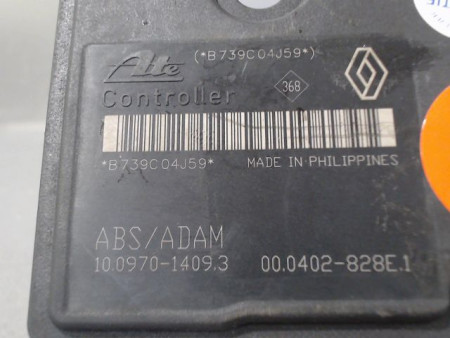 (*B739C04J59*)
Ate
368
Controller
*B739C04J59* MADE IN PHILIPPINES
ABS/ADAM
10.0970-1409.3 00.0402-828E.1